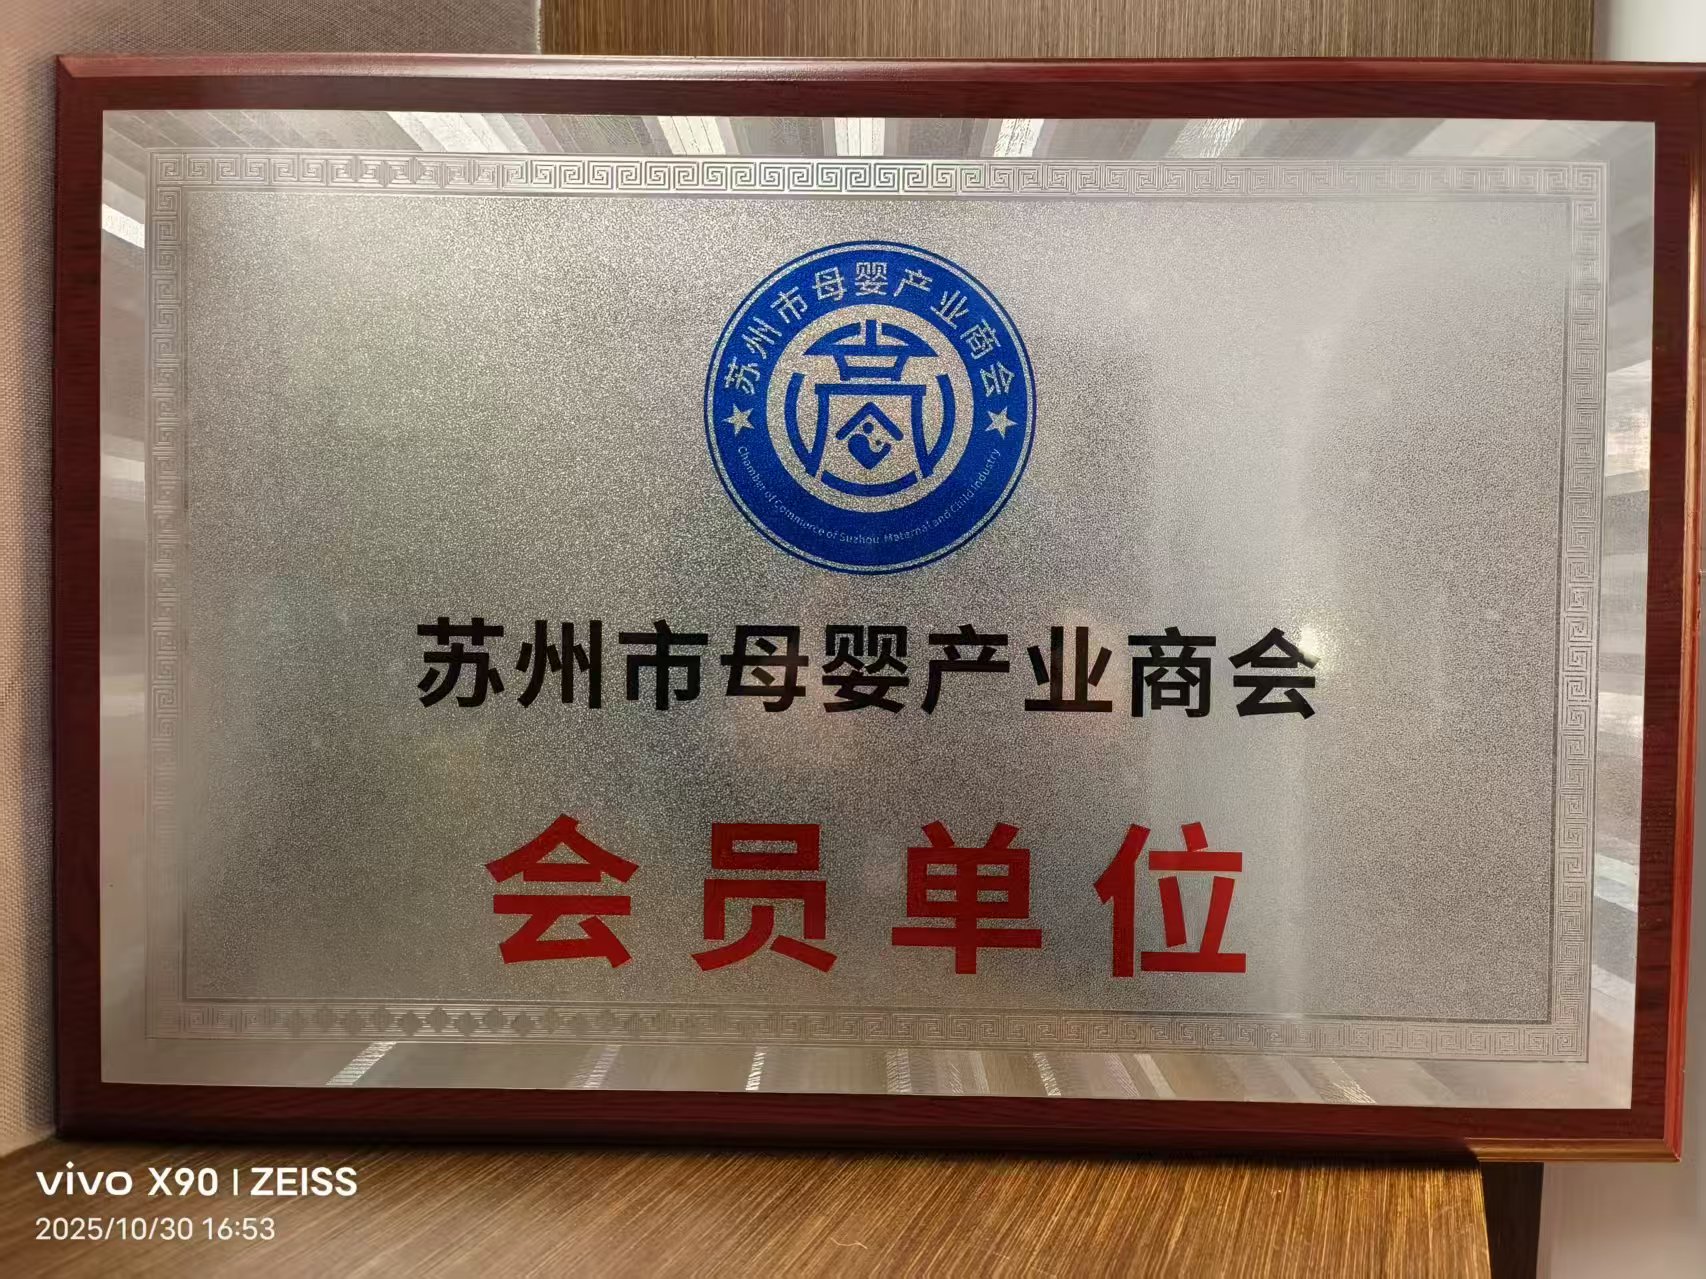 苏州市母婴产业商会
Chamber of Commerce of Suzhou Maternal and Child Industry
苏州市母婴产业商会
会员单位
vivo X90 | ZEISS
2025/10/30 16:53